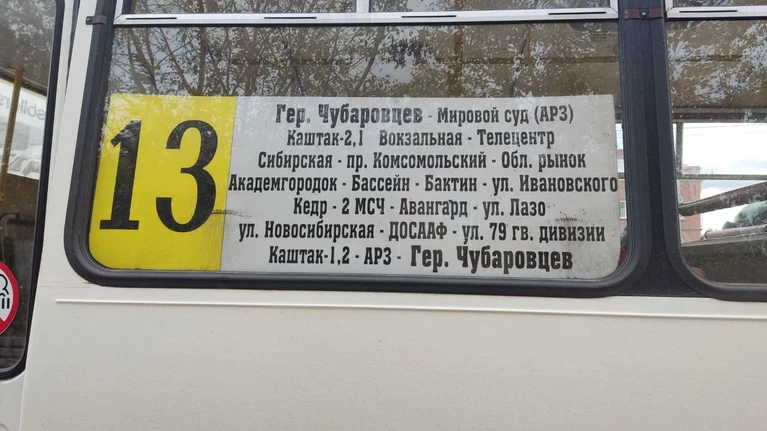 13
Гер. Чубаровцев - Мировой суд (АРЗ)
Каштак-2,1 Вокзальная - Телецентр
Сибирская - пр. Комсомольский - Обл. рынок
Академгородок - Бассейн - Бактин - ул. Ивановского
Кедр - 2 МСЧ - Авангард - ул. Лазо
ул. Новосибирская - ДОСААФ - ул. 79 гв. дивизии
Каштак-1,2 - АРЗ - Гер. Чубаровцев